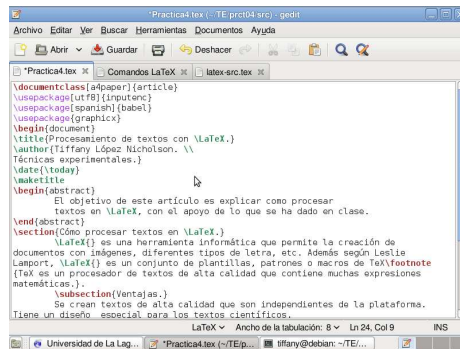 *Practica4.tex (~/TE/prct04/src) - gedit
Archivo Editar Ver Buscar Herramientas Documentos Ayuda
Abrir Guardar Deshacer
*Practica4.tex Comandos LaTeX latex-src.tex
\documentclass[a4paper]{article}
\usepackage[utf8]{inputenc}
\usepackage[spanish]{babel}
\usepackage{graphicx}
\begin{document}
\title{Procesamiento de textos con \LaTeX.}
\author{Tiffany López Nicholson. \\
Técnicas experimentales.}
\date{\today}
\maketitle
\begin{abstract}
El objetivo de este artículo es explicar como procesar
textos en \LaTeX, con el apoyo de lo que se ha dado en clase.
\end{abstract}
\section{Cómo procesar textos en \LaTeX.}
\LaTeX{} es una herramienta informática que permite la creación de
documentos con imágenes, diferentes tipos de letra, etc. Además según Leslie
Lamport, \LaTeX{} es un conjunto de plantillas, patrones o macros de TeX\footnote
{TeX es un procesador de textos de alta calidad que contiene muchas expresiones
matemáticas.}.
\subsection{Ventajas.}
Se crean textos de alta calidad que son independientes de la plataforma.
Tiene un diseño especial para los textos científicos.
LaTeX Ancho de la tabulación: 8 Ln 24, Col 9 INS
Universidad de La Lag... *Practica4.tex (~/TE/p... tiffany@debian: ~/TE/...